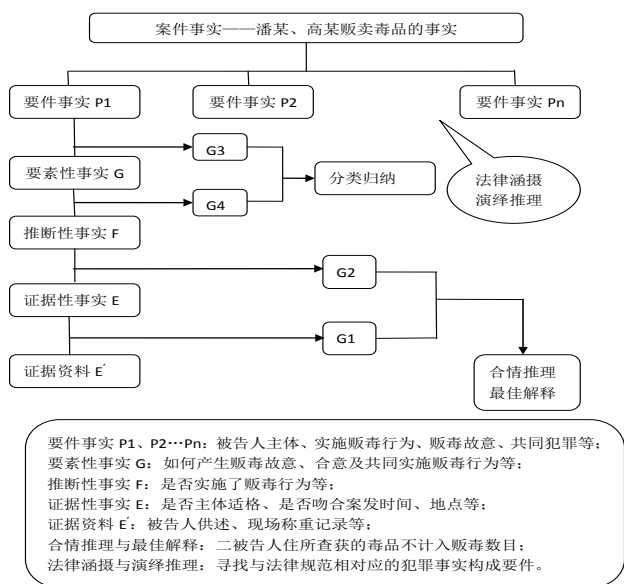 案件事实——潘某、高某贩卖毒品的事实
要件事实 P1
要件事实 P2
要件事实 Pn
G3
要素性事实 G
分类归纳
法律涵摄
演绎推理
G4
推断性事实 F
G2
证据性事实 E
G1
证据资料 E′
合情推理
最佳解释
要件事实 P1、P2…Pn：被告人主体、实施贩毒行为、贩毒故意、共同犯罪等；
要素性事实 G：如何产生贩毒故意、合意及共同实施贩毒行为等；
推断性事实 F：是否实施了贩毒行为等；
证据性事实 E：是否主体适格、是否吻合案发时间、地点等；
证据资料 E′：被告人供述、现场称重记录等；
合情推理与最佳解释：二被告人住所查获的毒品不计入贩毒数目；
法律涵摄与演绎推理：寻找与法律规范相对应的犯罪事实构成要件。